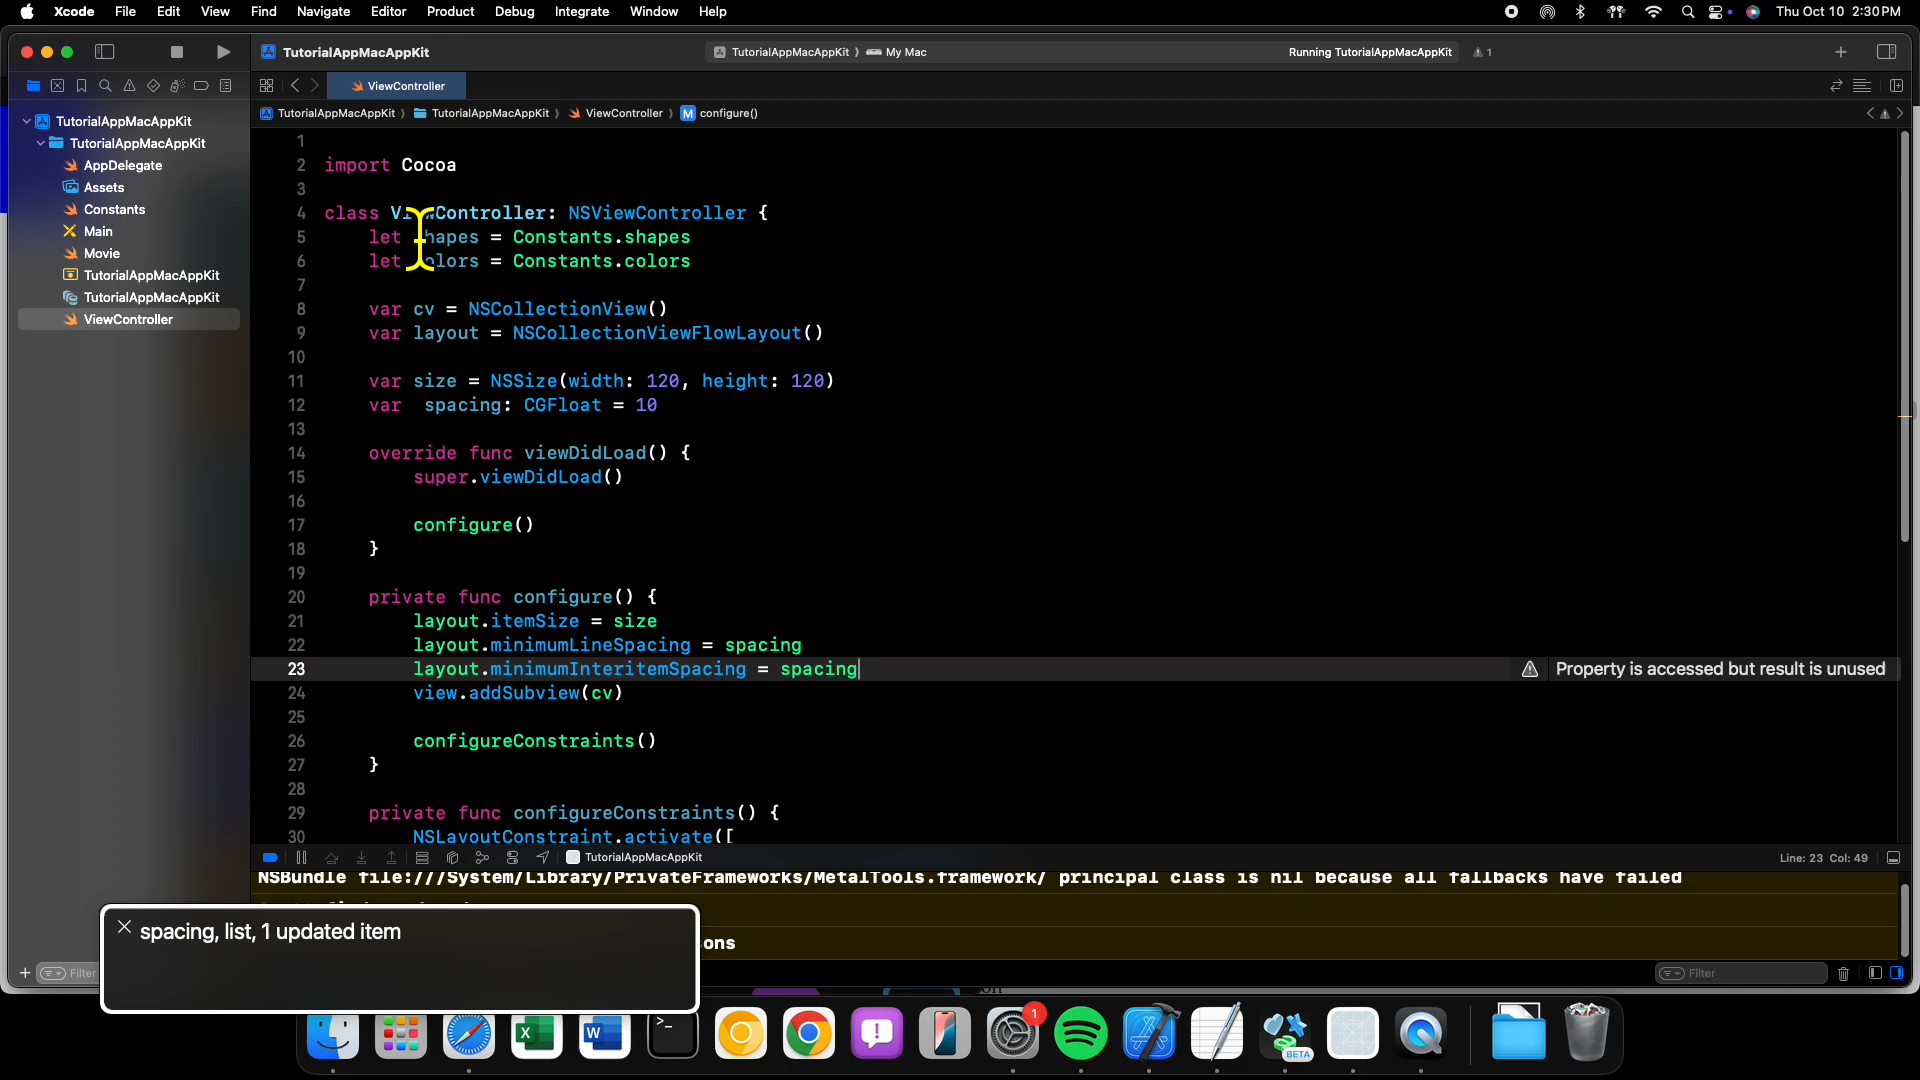 Xcode File Edit View Find Navigate Editor Product Debug Integrate Window Help Thu Oct 10 2:30 PM
TutorialAppMacAppKit TutorialAppMacAppKit My Mac Running TutorialAppMacAppKit 1
ViewController
TutorialAppMacAppKit TutorialAppMacAppKit ViewController M configure()
TutorialAppMacAppKit
TutorialAppMacAppKit
AppDelegate
Assets
Constants
Main
Movie
TutorialAppMacAppKit
TutorialAppMacAppKit
ViewController
1
2 import Cocoa
3
4 class ViewController: NSViewController {
5 let shapes = Constants.shapes
6 let colors = Constants.colors
7
8 var cv = NSCollectionView()
9 var layout = NSCollectionViewFlowLayout()
10
11 var size = NSSize(width: 120, height: 120)
12 var  spacing: CGFloat = 10
13
14 override func viewDidLoad() {
15 super.viewDidLoad()
16
17 configure()
18 }
19
20 private func configure() {
21 layout.itemSize = size
22 layout.minimumLineSpacing = spacing
23 layout.minimumInteritemSpacing = spacing Property is accessed but result is unused
24 view.addSubview(cv)
25
26 configureConstraints()
27 }
28
29 private func configureConstraints() {
30 NSLayoutConstraint.activate([
TutorialAppMacAppKit Line: 23 Col: 49
NSBundle file:///System/Library/PrivateFrameworks/MetalTools.framework/ principal class is nil because all fallbacks have failed
ons
spacing, list, 1 updated item
Filter Filter
1
BETA